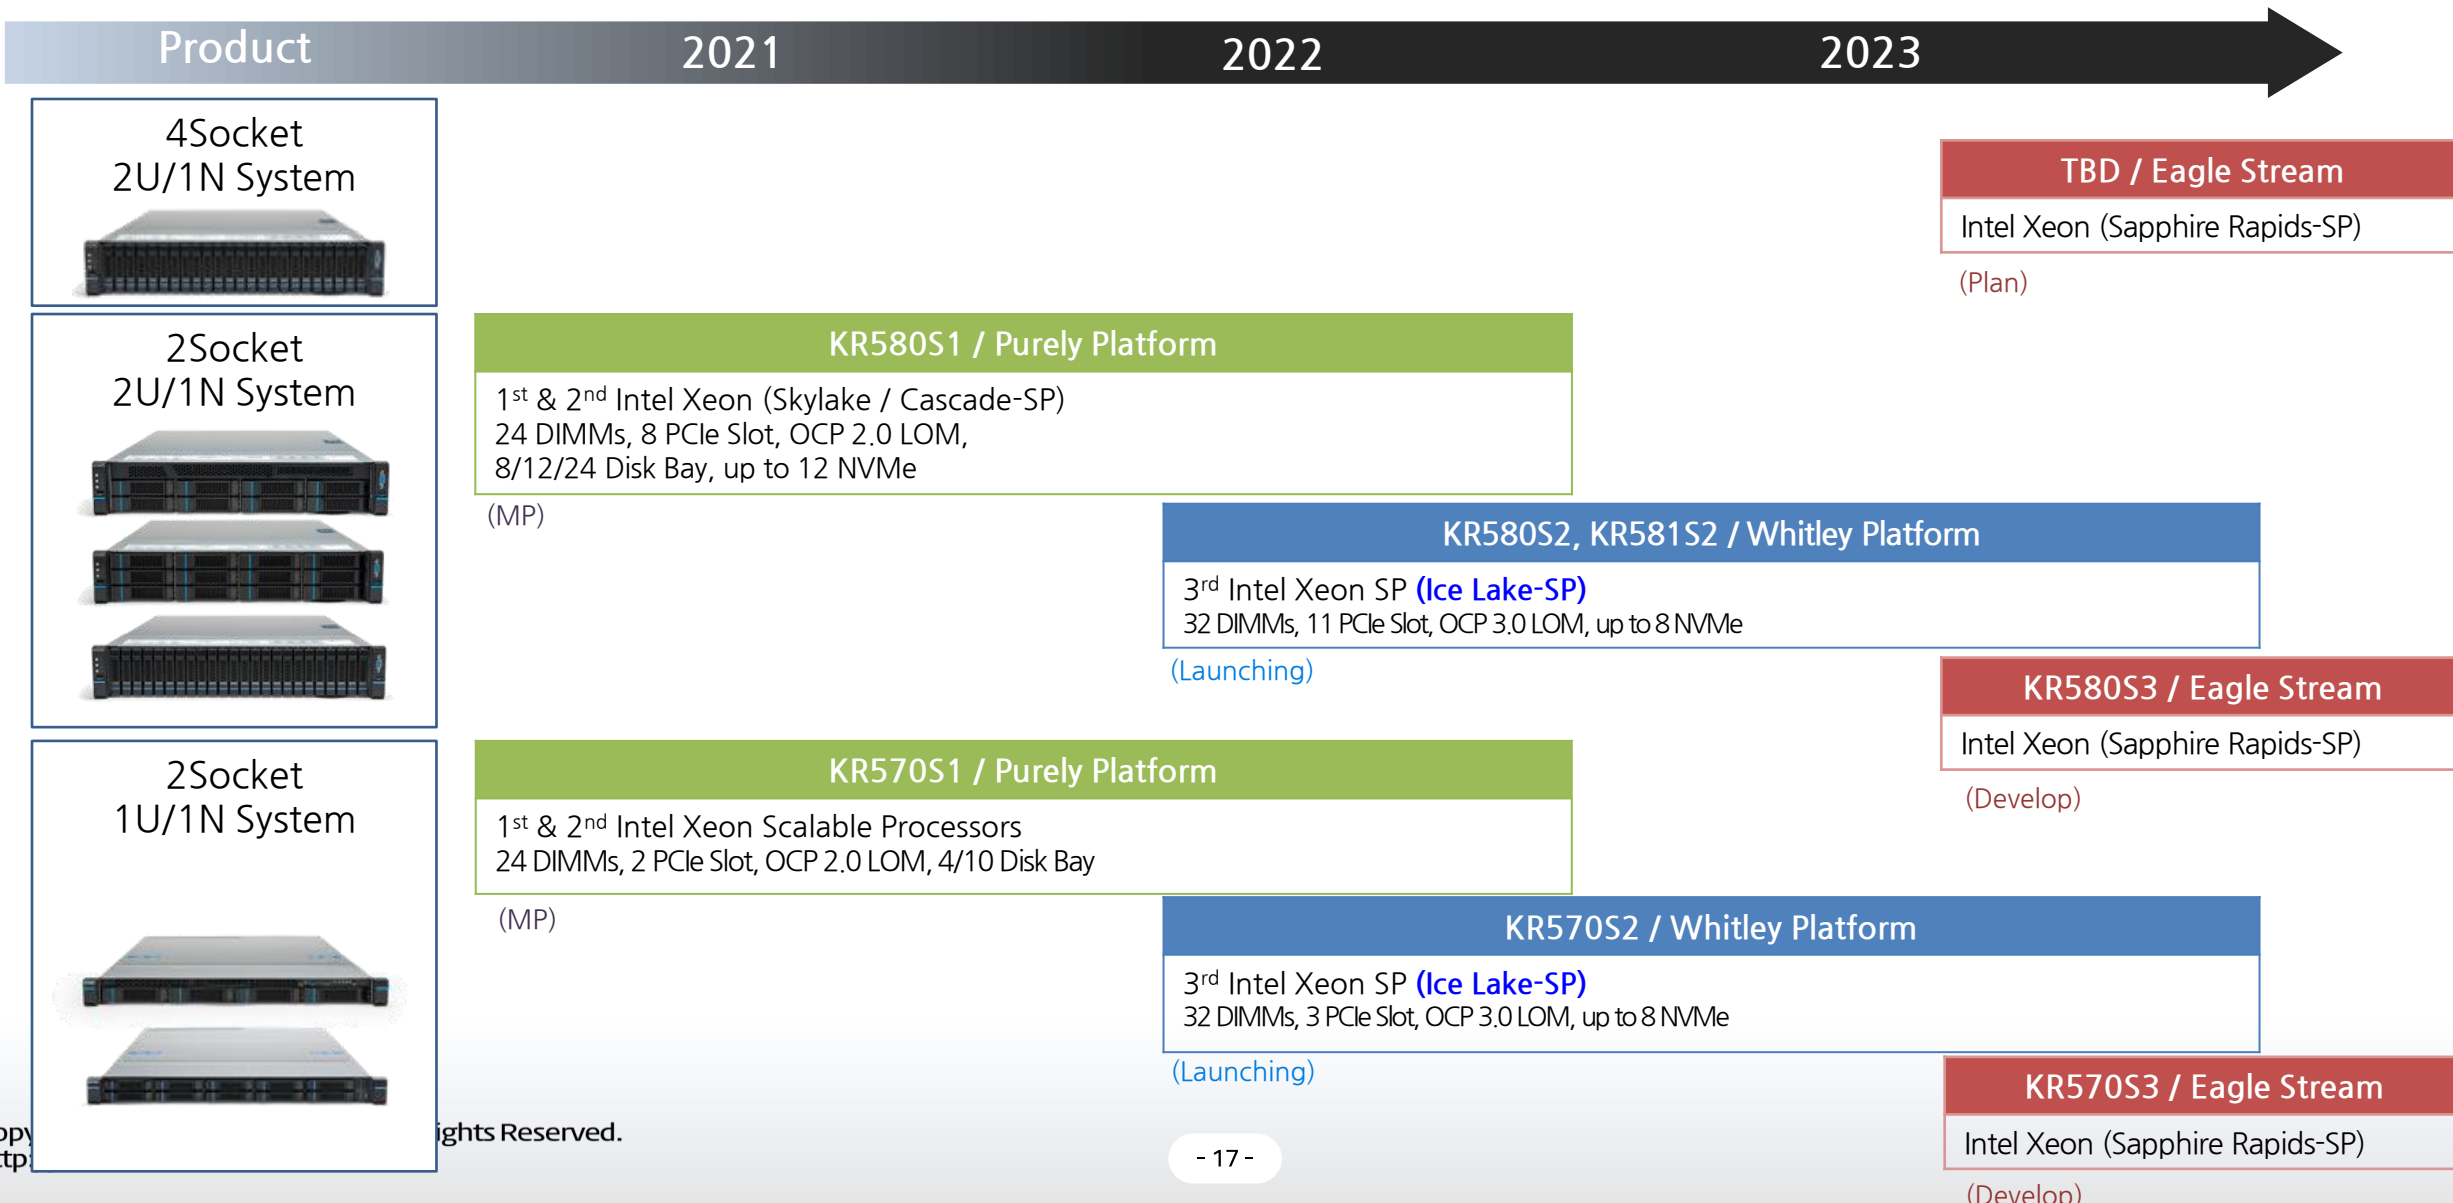 Product 2021 2022 2023
4Socket
2U/1N System
TBD / Eagle Stream
Intel Xeon (Sapphire Rapids-SP)
(Plan)
2Socket
2U/1N System
KR580S1 / Purely Platform
1st & 2nd Intel Xeon (Skylake / Cascade-SP)
24 DIMMs, 8 PCIe Slot, OCP 2.0 LOM,
8/12/24 Disk Bay, up to 12 NVMe
(MP)
KR580S2, KR581S2 / Whitley Platform
3rd Intel Xeon SP (Ice Lake-SP)
32 DIMMs, 11 PCIe Slot, OCP 3.0 LOM, up to 8 NVMe
(Launching)
KR580S3 / Eagle Stream
Intel Xeon (Sapphire Rapids-SP)
(Develop)
2Socket
1U/1N System
KR570S1 / Purely Platform
1st & 2nd Intel Xeon Scalable Processors
24 DIMMs, 2 PCIe Slot, OCP 2.0 LOM, 4/10 Disk Bay
(MP)
KR570S2 / Whitley Platform
3rd Intel Xeon SP (Ice Lake-SP)
32 DIMMs, 3 PCIe Slot, OCP 3.0 LOM, up to 8 NVMe
(Launching)
KR570S3 / Eagle Stream
Intel Xeon (Sapphire Rapids-SP)
(Develop)
ights Reserved.
- 17 -